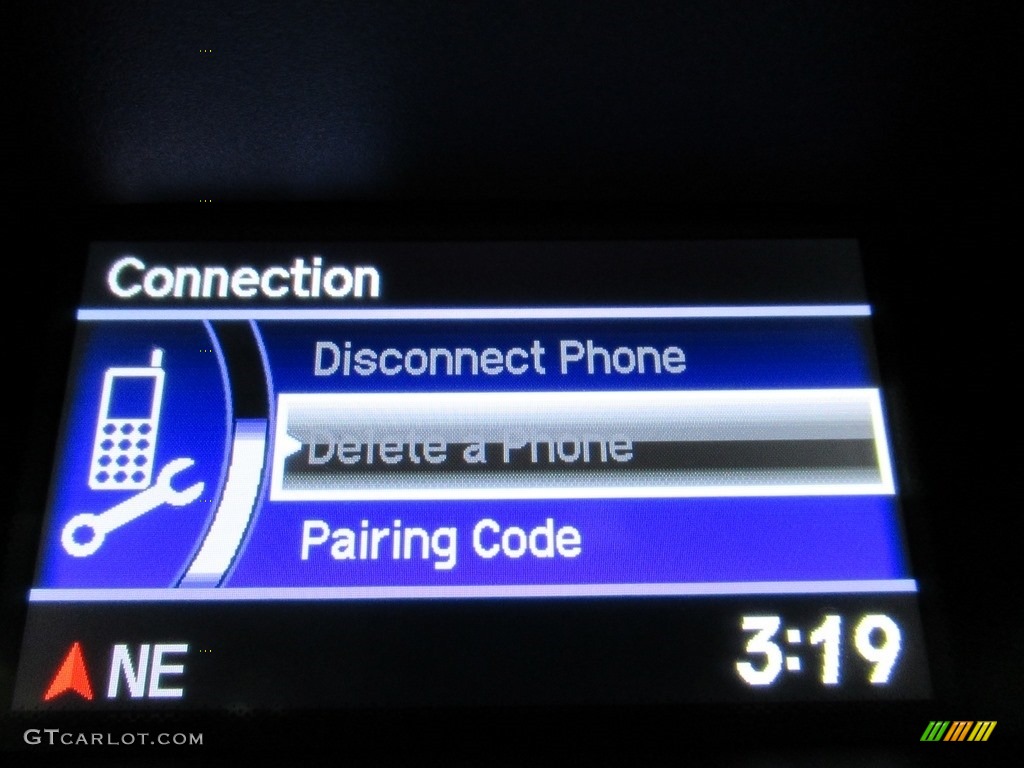 Connection
Disconnect Phone
Delete a Phone
Pairing Code
NE 3:19
GTCARLOT.COM